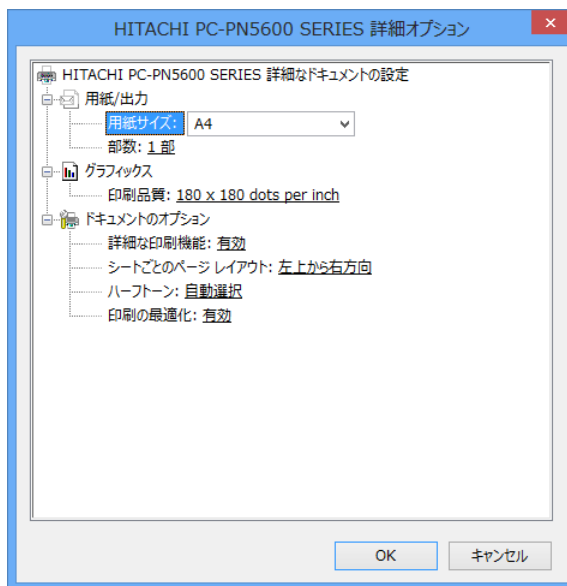 HITACHI PC-PN5600 SERIES 詳細オプション
HITACHI PC-PN5600 SERIES 詳細なドキュメントの設定
用紙/出力
用紙サイズ: A4
部数: 1 部
グラフィックス
印刷品質: 180 x 180 dots per inch
ドキュメントのオプション
詳細な印刷機能: 有効
シートごとのページ レイアウト: 左上から右方向
ハーフトーン: 自動選択
印刷の最適化: 有効
OK キャンセル